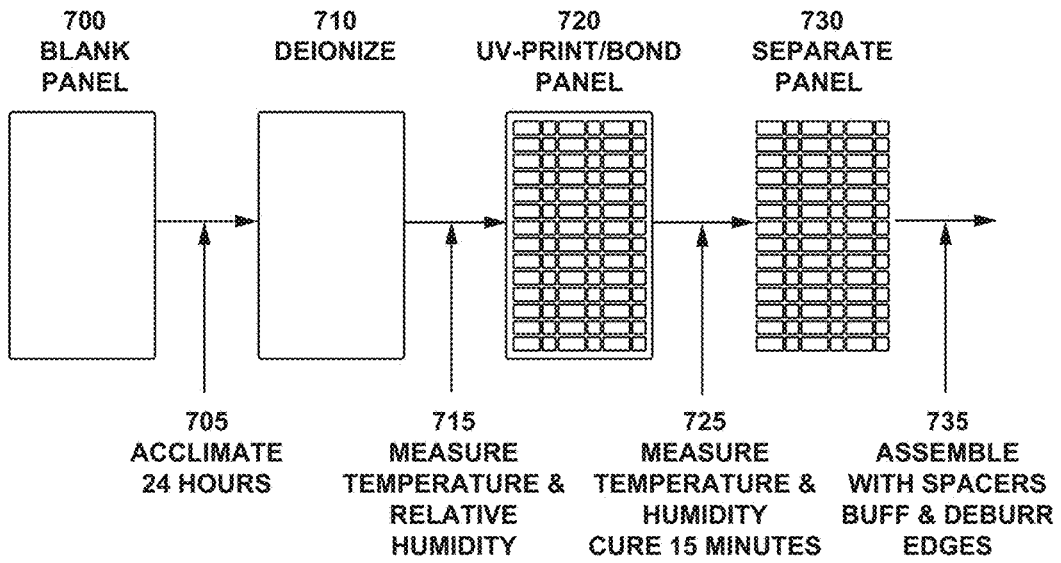 700
BLANK
PANEL
710
DEIONIZE
720
UV-PRINT/BOND
PANEL
730
SEPARATE
PANEL
705
ACCLIMATE
24 HOURS
715
MEASURE
TEMPERATURE &
RELATIVE
HUMIDITY
725
MEASURE
TEMPERATURE &
HUMIDITY
CURE 15 MINUTES
735
ASSEMBLE
WITH SPACERS
BUFF & DEBURR
EDGES